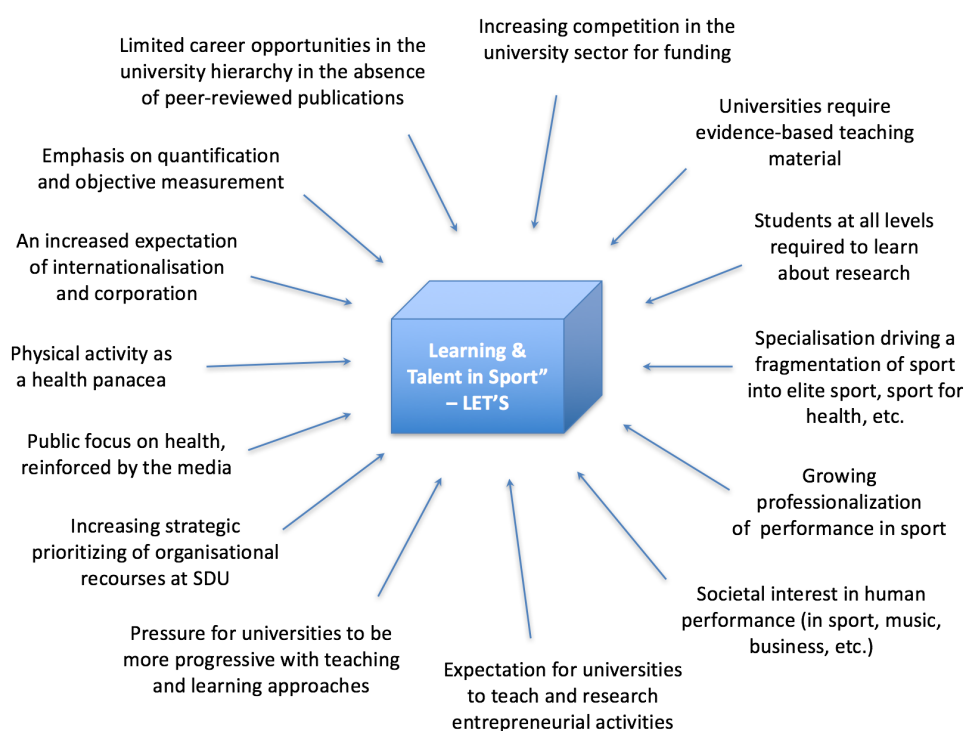 Increasing competition in the
university sector for funding
Limited career opportunities in the
university hierarchy in the absence
of peer-reviewed publications
Universities require
evidence-based teaching
material
Emphasis on quantification
and objective measurement
Students at all levels
required to learn
about research
An increased expectation
of internationalisation
and corporation
Physical activity as
a health panacea
Learning &
Talent in Sport”
– LET’S
Specialisation driving a
fragmentation of sport
into elite sport, sport for
health, etc.
Public focus on health,
reinforced by the media
Growing
professionalization
of  performance in sport
Increasing strategic
prioritizing of organisational
recourses at SDU
Societal interest in human
performance (in sport, music,
business, etc.)
Pressure for universities to be
more progressive with teaching
and learning approaches
Expectation for universities
to teach and research
entrepreneurial activities